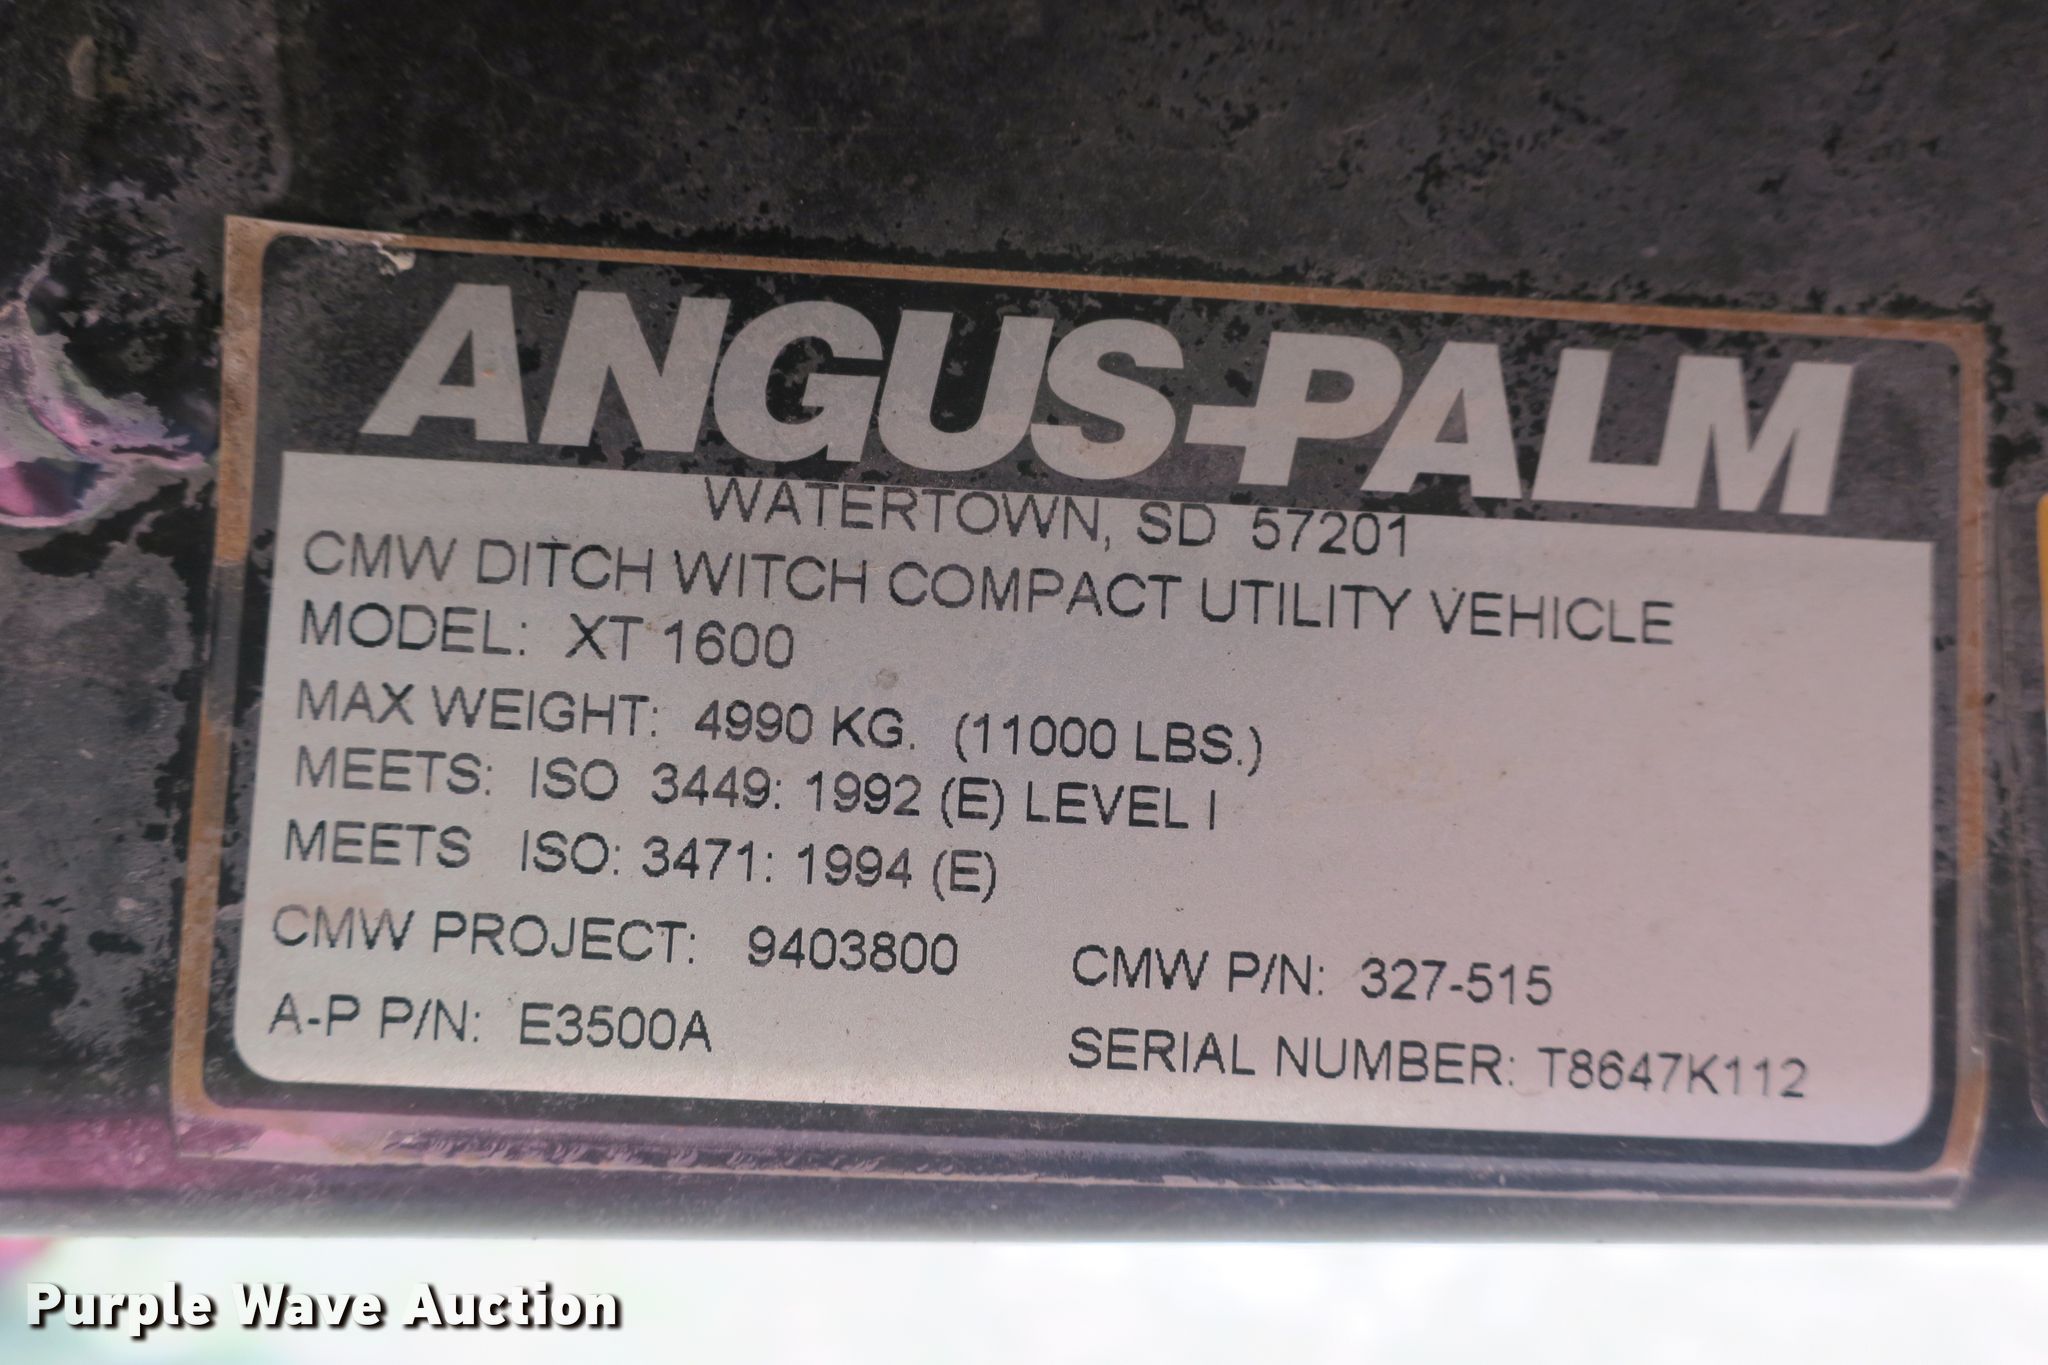 ANGUS-PALM
WATERTOWN, SD 57201
CMW DITCH WITCH COMPACT UTILITY VEHICLE
MODEL: XT 1600
MAX WEIGHT: 4990 KG. (11000 LBS.)
MEETS: ISO 3449: 1992 (E) LEVEL I
MEETS ISO: 3471: 1994 (E)
CMW PROJECT: 9403800 CMW P/N: 327-515
A-P P/N: E3500A SERIAL NUMBER: T8647K112
Purple Wave Auction